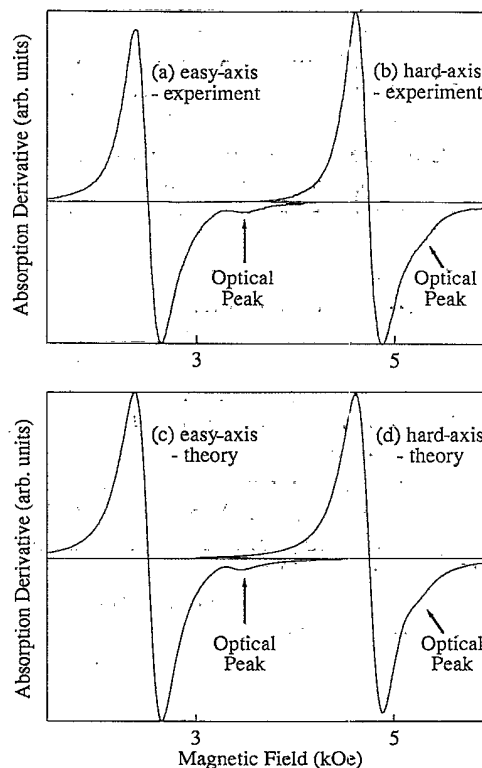 Absorption Derivative (arb. units)
(a) easy-axis
- experiment
(b) hard-axis
- experiment
Optical
Peak
Optical
Peak
3
5
Absorption Derivative (arb. units)
(c) easy-axis
- theory
(d) hard-axis
- theory
Optical
Peak
Optical
Peak
3
5
Magnetic Field (kOe)